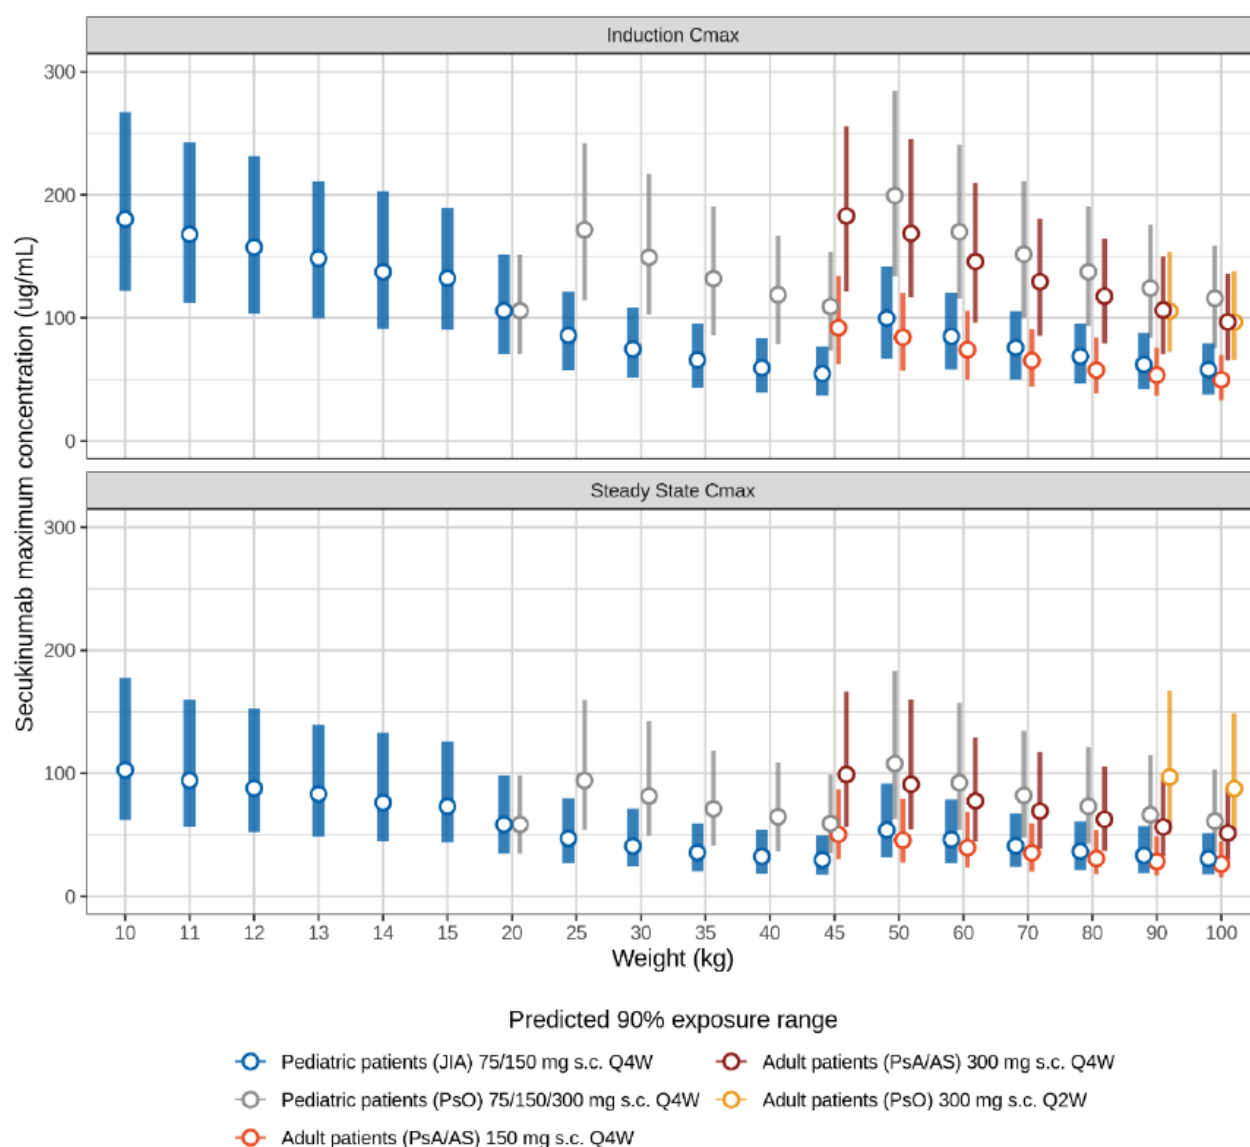 Induction Cmax
300
200
100
0
Steady State Cmax
300
200
100
0
Secukinumab maximum concentration (ug/mL)
10 11 12 13 14 15 20 25 30 35 40 45 50 60 70 80 90 100
Weight (kg)
Predicted 90% exposure range
Pediatric patients (JIA) 75/150 mg s.c. Q4W
Pediatric patients (PsO) 75/150/300 mg s.c. Q4W
Adult patients (PsA/AS) 150 mg s.c. Q4W
Adult patients (PsA/AS) 300 mg s.c. Q4W
Adult patients (PsO) 300 mg s.c. Q2W